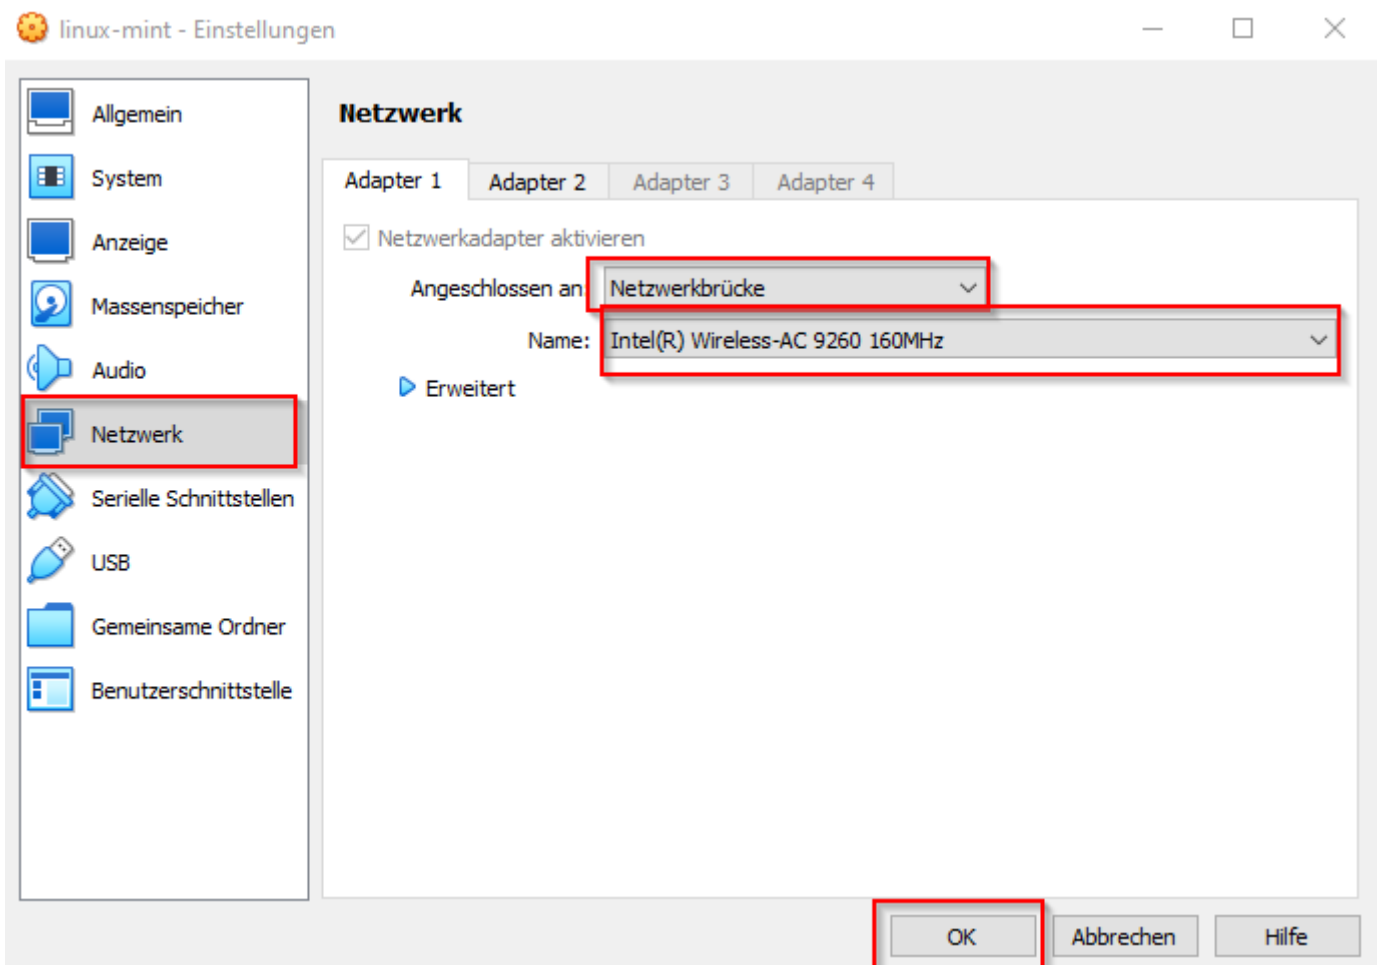 linux-mint - Einstellungen
Allgemein
System
Anzeige
Massenspeicher
Audio
Netzwerk
Serielle Schnittstellen
USB
Gemeinsame Ordner
Benutzerschnittstelle
Netzwerk
Adapter 1 Adapter 2 Adapter 3 Adapter 4
Netzwerkadapter aktivieren
Angeschlossen an: Netzwerkbrücke
Name: Intel(R) Wireless-AC 9260 160MHz
Erweitert
OK Abbrechen Hilfe